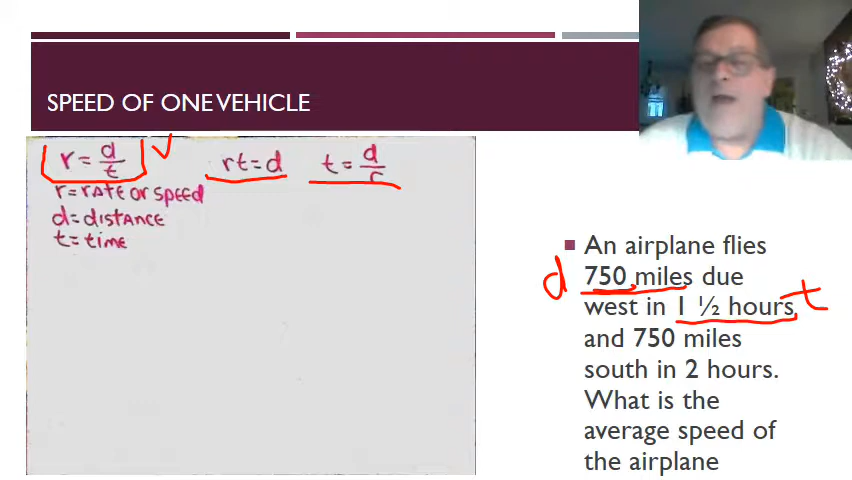 SPEED OF ONE VEHICLE
r = d/t rt = d t = d/r
r = rate or speed
d = distance
t = time
An airplane flies
d 750 miles due
west in 1 ½ hours, t
and 750 miles
south in 2 hours.
What is the
average speed of
the airplane